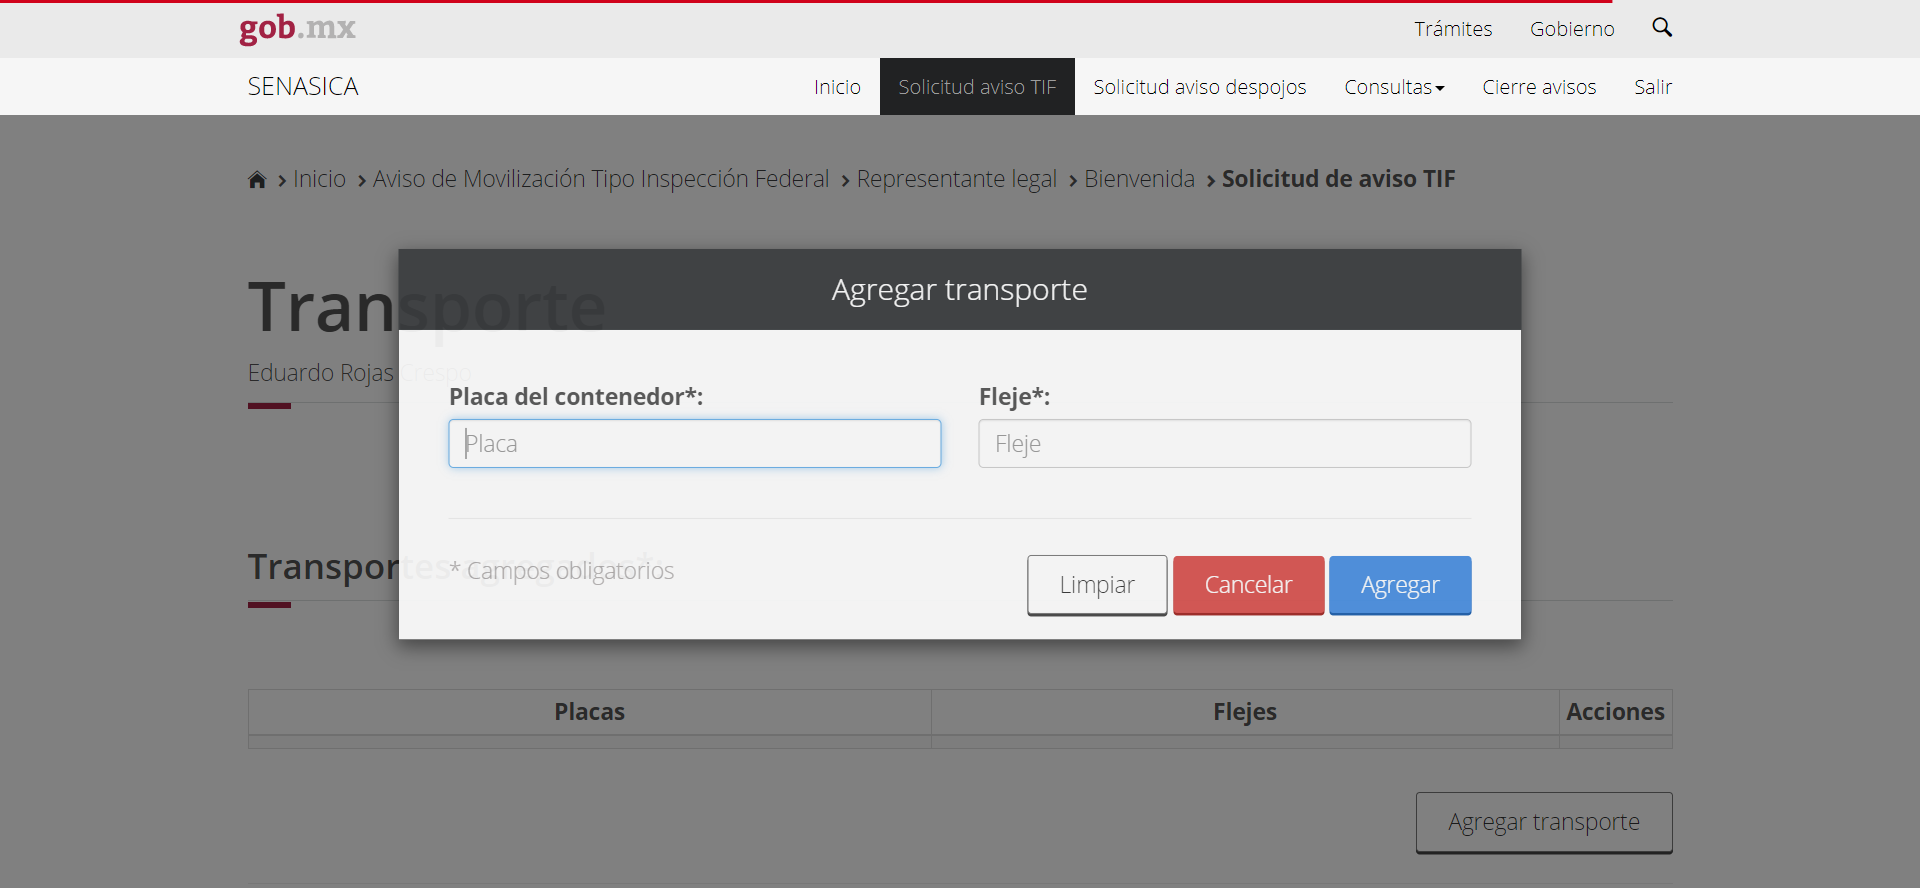 gob.mx
Trámites Gobierno
SENASICA
Inicio Solicitud aviso TIF Solicitud aviso despojos Consultas Cierre avisos Salir
Inicio Aviso de Movilización Tipo Inspección Federal Representante legal Bienvenida Solicitud de aviso TIF
Transporte
Eduardo Rojas Crespo
Agregar transporte
Placa del contenedor*: Fleje*:
Placa Fleje
Transportes agregados*:
* Campos obligatorios
Limpiar Cancelar Agregar
Placas Flejes Acciones
Agregar transporte